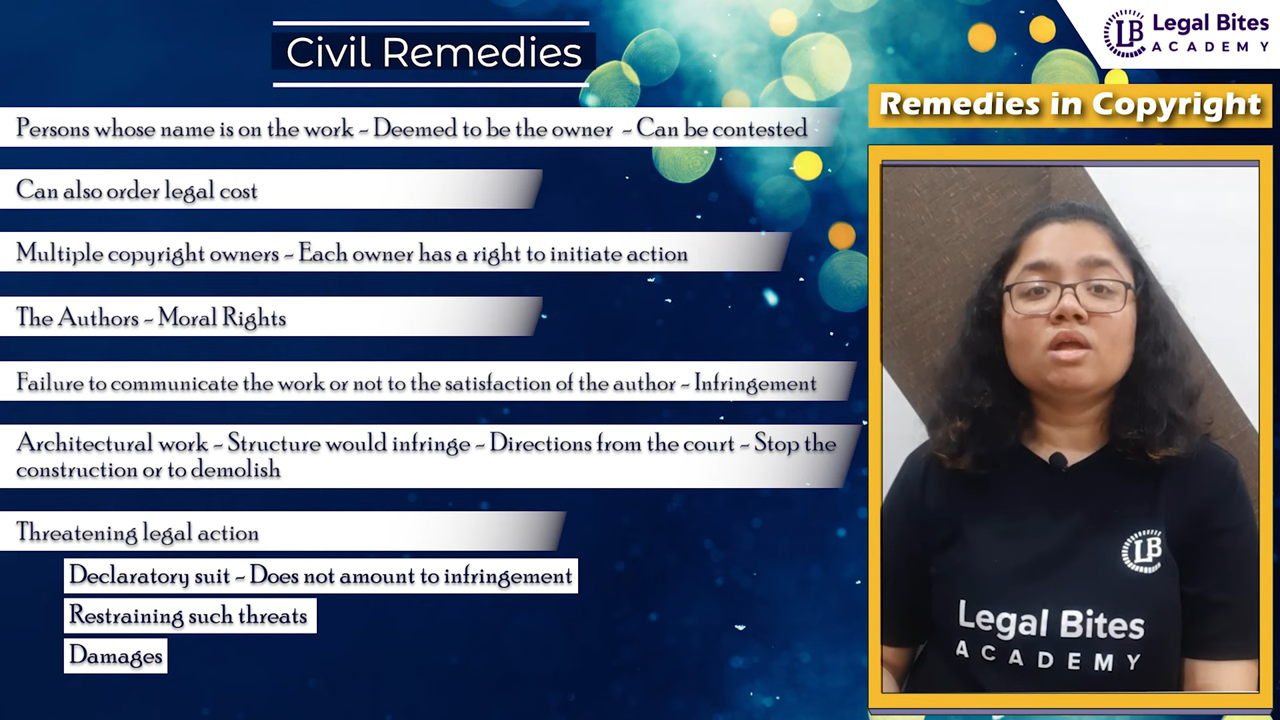 Civil Remedies
Persons whose name is on the work – Deemed to be the owner – Can be contested
Can also order legal cost
Multiple copyright owners – Each owner has a right to initiate action
The Authors – Moral Rights
Failure to communicate the work or not to the satisfaction of the author – Infringement
Architectural work – Structure would infringe – Directions from the court – Stop the
construction or to demolish
Threatening legal action
Declaratory suit – Does not amount to infringement
Restraining such threats
Damages
LB
Legal Bites
ACADEMY
Remedies in Copyright
LB
Legal Bites
ACADEMY